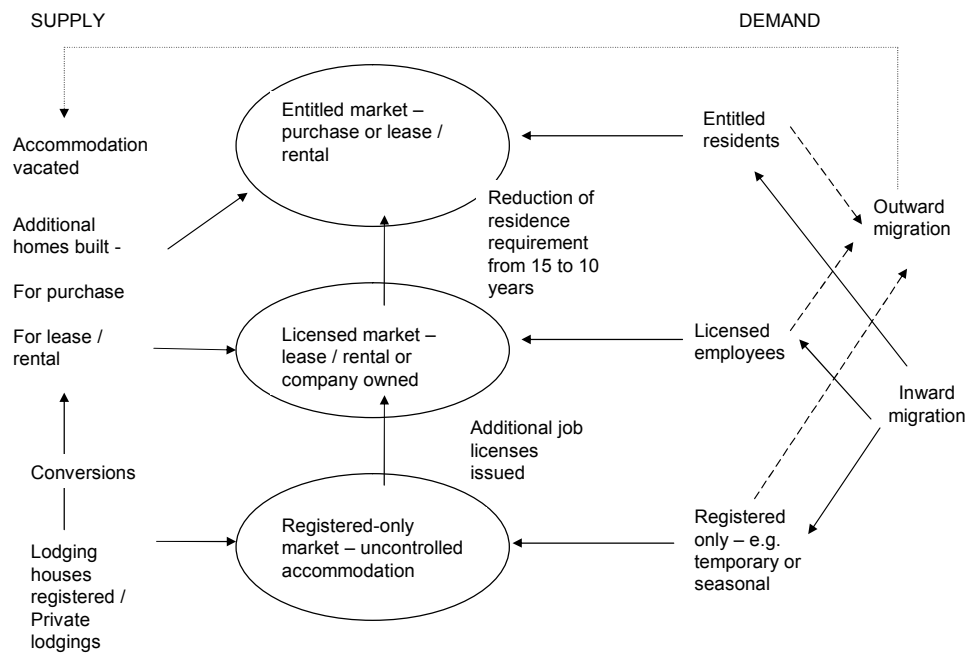 SUPPLY
DEMAND
Accommodation
vacated
Additional
homes built -
For purchase
For lease /
rental
Conversions
Lodging
houses
registered /
Private
lodgings
Entitled market –
purchase or lease /
rental
Reduction of
residence
requirement
from 15 to 10
years
Licensed market –
lease / rental or
company owned
Additional job
licenses
issued
Registered-only
market – uncontrolled
accommodation
Entitled
residents
Licensed
employees
Registered
only – e.g.
temporary or
seasonal
Outward
migration
Inward
migration